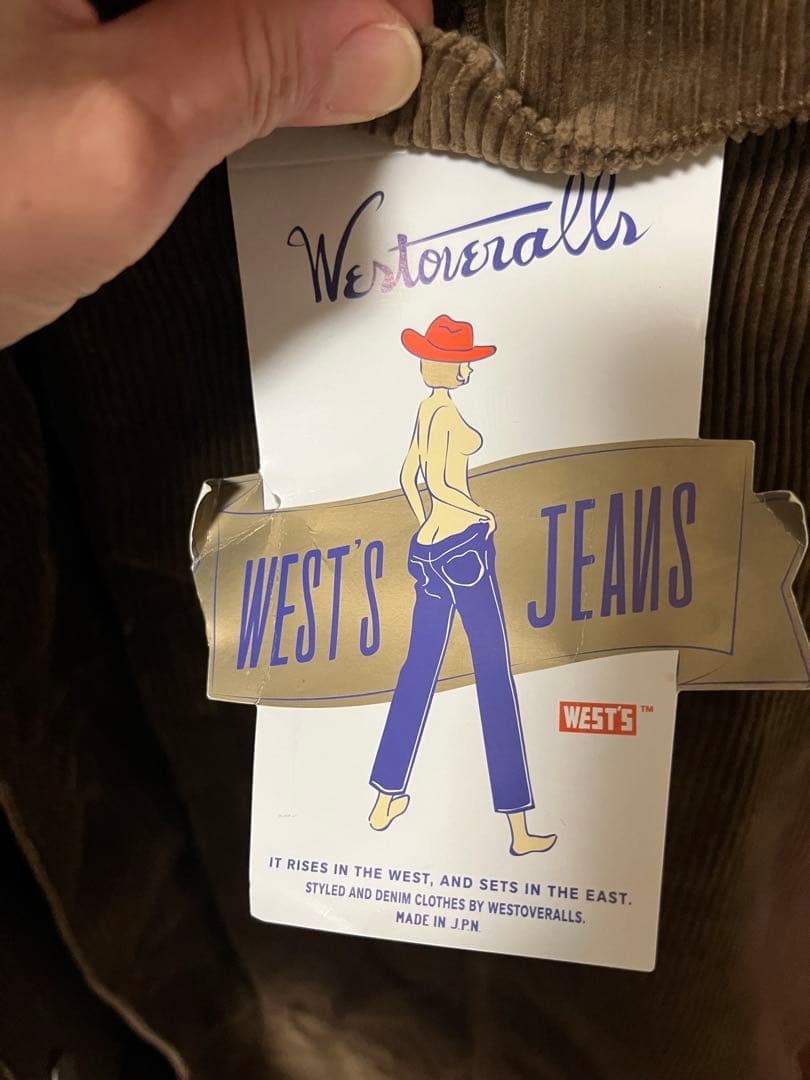 Westoveralls
WEST'S JEANS
WEST'S™
IT RISES IN THE WEST, AND SETS IN THE EAST.
STYLED AND DENIM CLOTHES BY WESTOVERALLS.
MADE IN J.P.N.